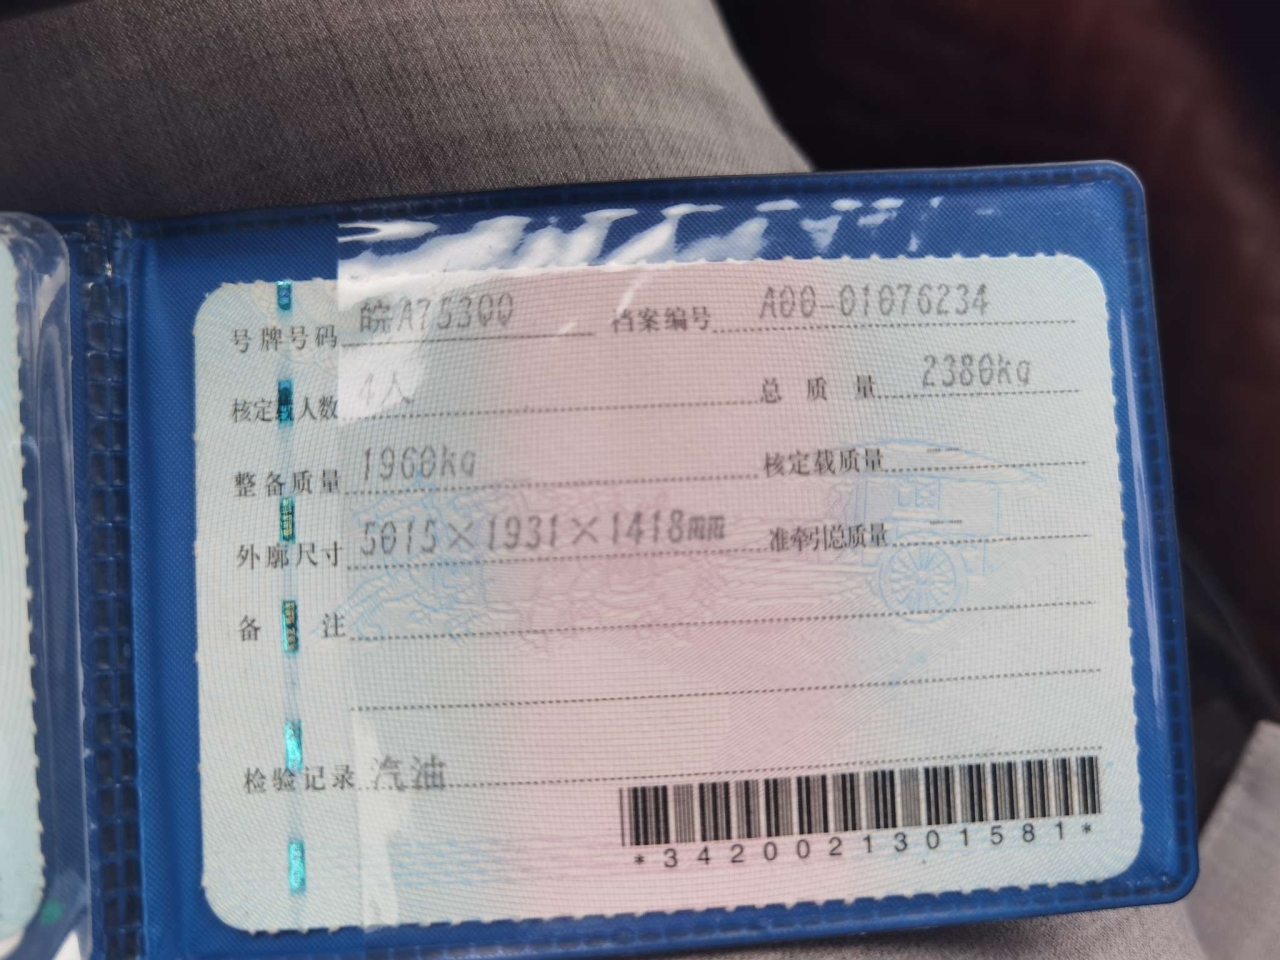 号牌号码 皖A75300 档案编号 A00-01076234
核定载人数 4人 总质量 2380kg
整备质量 1960kg 核定载质量 --
外廓尺寸 5015×1931×1418mm 准牵引总质量 --
备注
检验记录 汽油
*3420021301581*